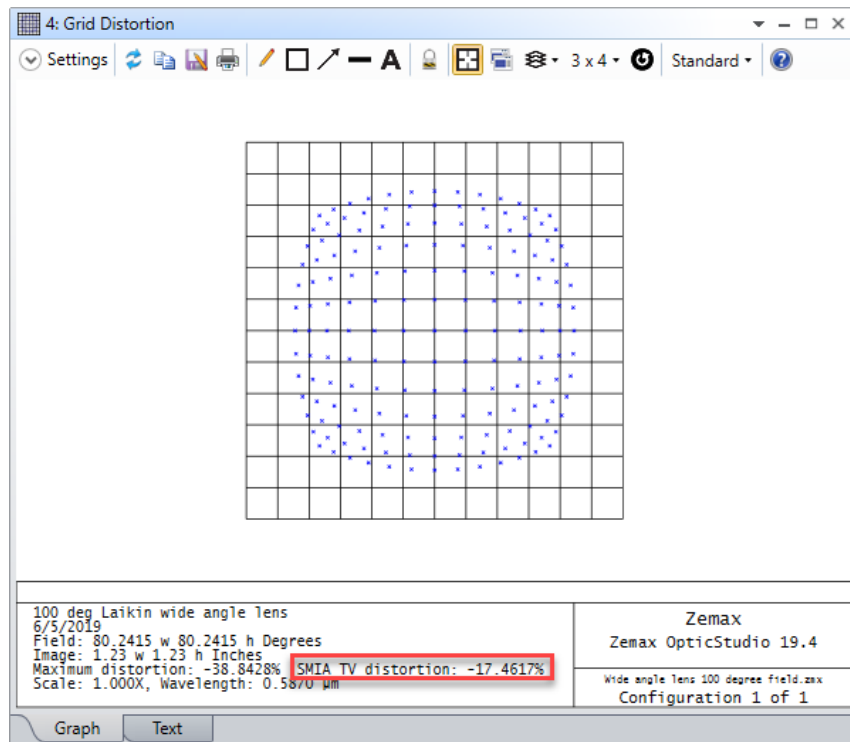 4: Grid Distortion
Settings A 3 x 4 Standard
100 deg Laikin wide angle lens
6/5/2019
Field: 80.2415 w 80.2415 h Degrees
Image: 1.23 w 1.23 h Inches
Maximum distortion: -38.8428% SMIA TV distortion: -17.4617%
Scale: 1.000X, Wavelength: 0.5870 µm
Zemax
Zemax OpticStudio 19.4
Wide angle lens 100 degree field.zmx
Configuration 1 of 1
Graph Text